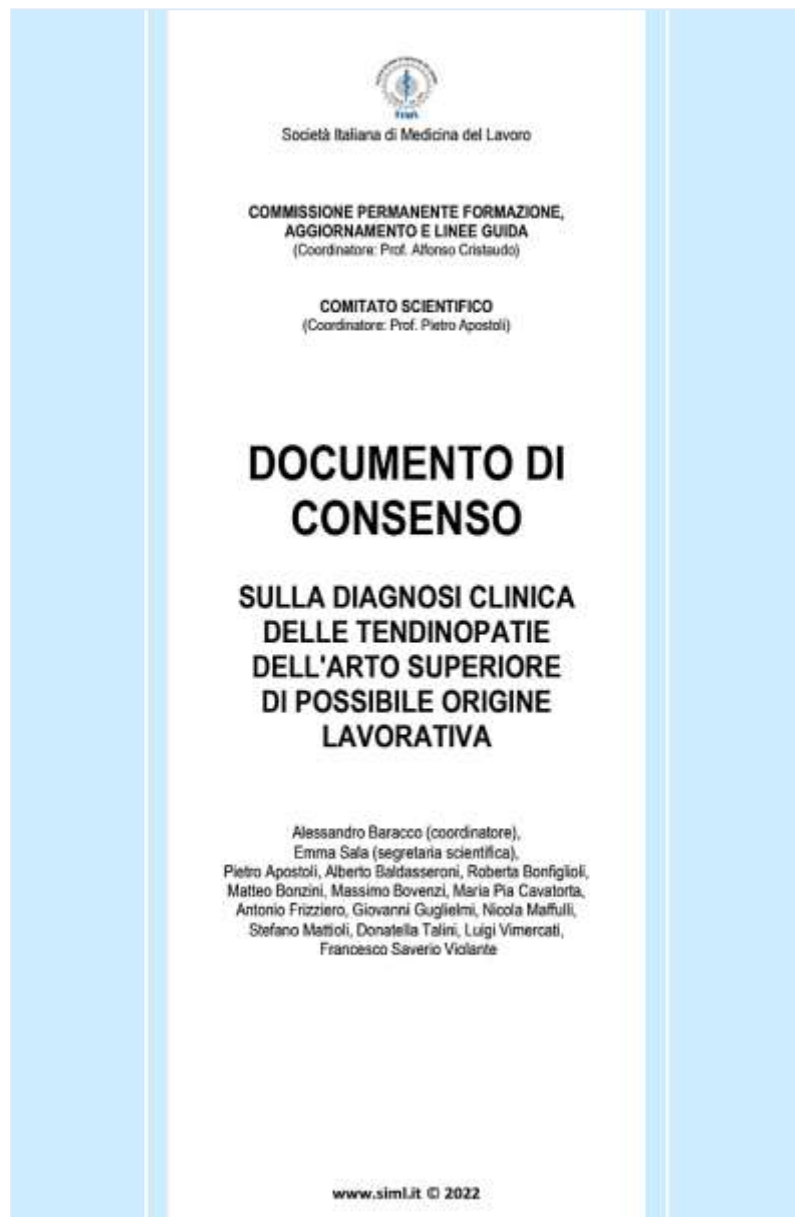 Società Italiana di Medicina del Lavoro
COMMISSIONE PERMANENTE FORMAZIONE,
AGGIORNAMENTO E LINEE GUIDA
(Coordinatore: Prof. Alfonso Cristaudo)
COMITATO SCIENTIFICO
(Coordinatore: Prof. Pietro Apostoli)
DOCUMENTO DI
CONSENSO
SULLA DIAGNOSI CLINICA
DELLE TENDINOPATIE
DELL'ARTO SUPERIORE
DI POSSIBILE ORIGINE
LAVORATIVA
Alessandro Baracco (coordinatore),
Emma Sala (segretaria scientifica),
Pietro Apostoli, Alberto Baldasseroni, Roberta Bonfiglioli,
Matteo Bonzini, Massimo Bovenzi, Maria Pia Cavatorta,
Antonio Frizziero, Giovanni Guglielmi, Nicola Maffulli,
Stefano Mattioli, Donatella Talini, Luigi Vimercati,
Francesco Saverio Violante
www.siml.it © 2022